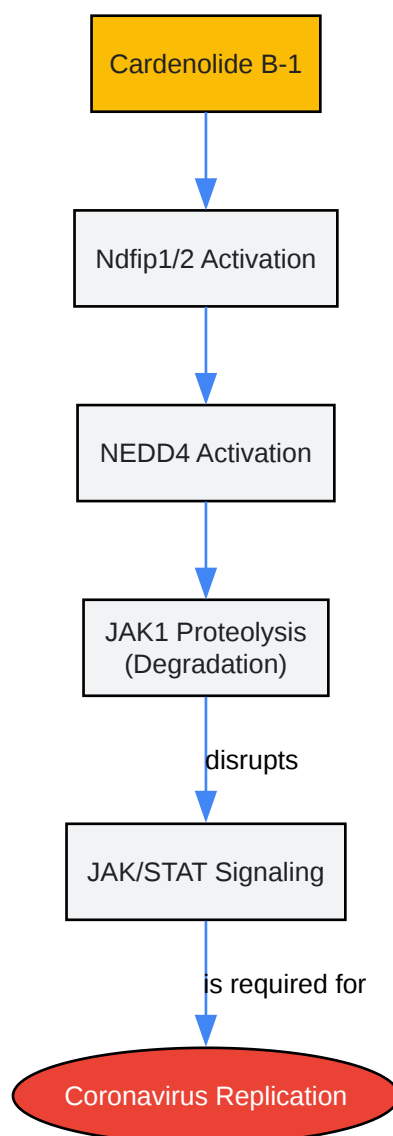 Cardenolide B-1
Ndfip1/2 Activation
NEDD4 Activation
JAK1 Proteolysis
(Degradation)
disrupts
JAK/STAT Signaling
is required for
Coronavirus Replication